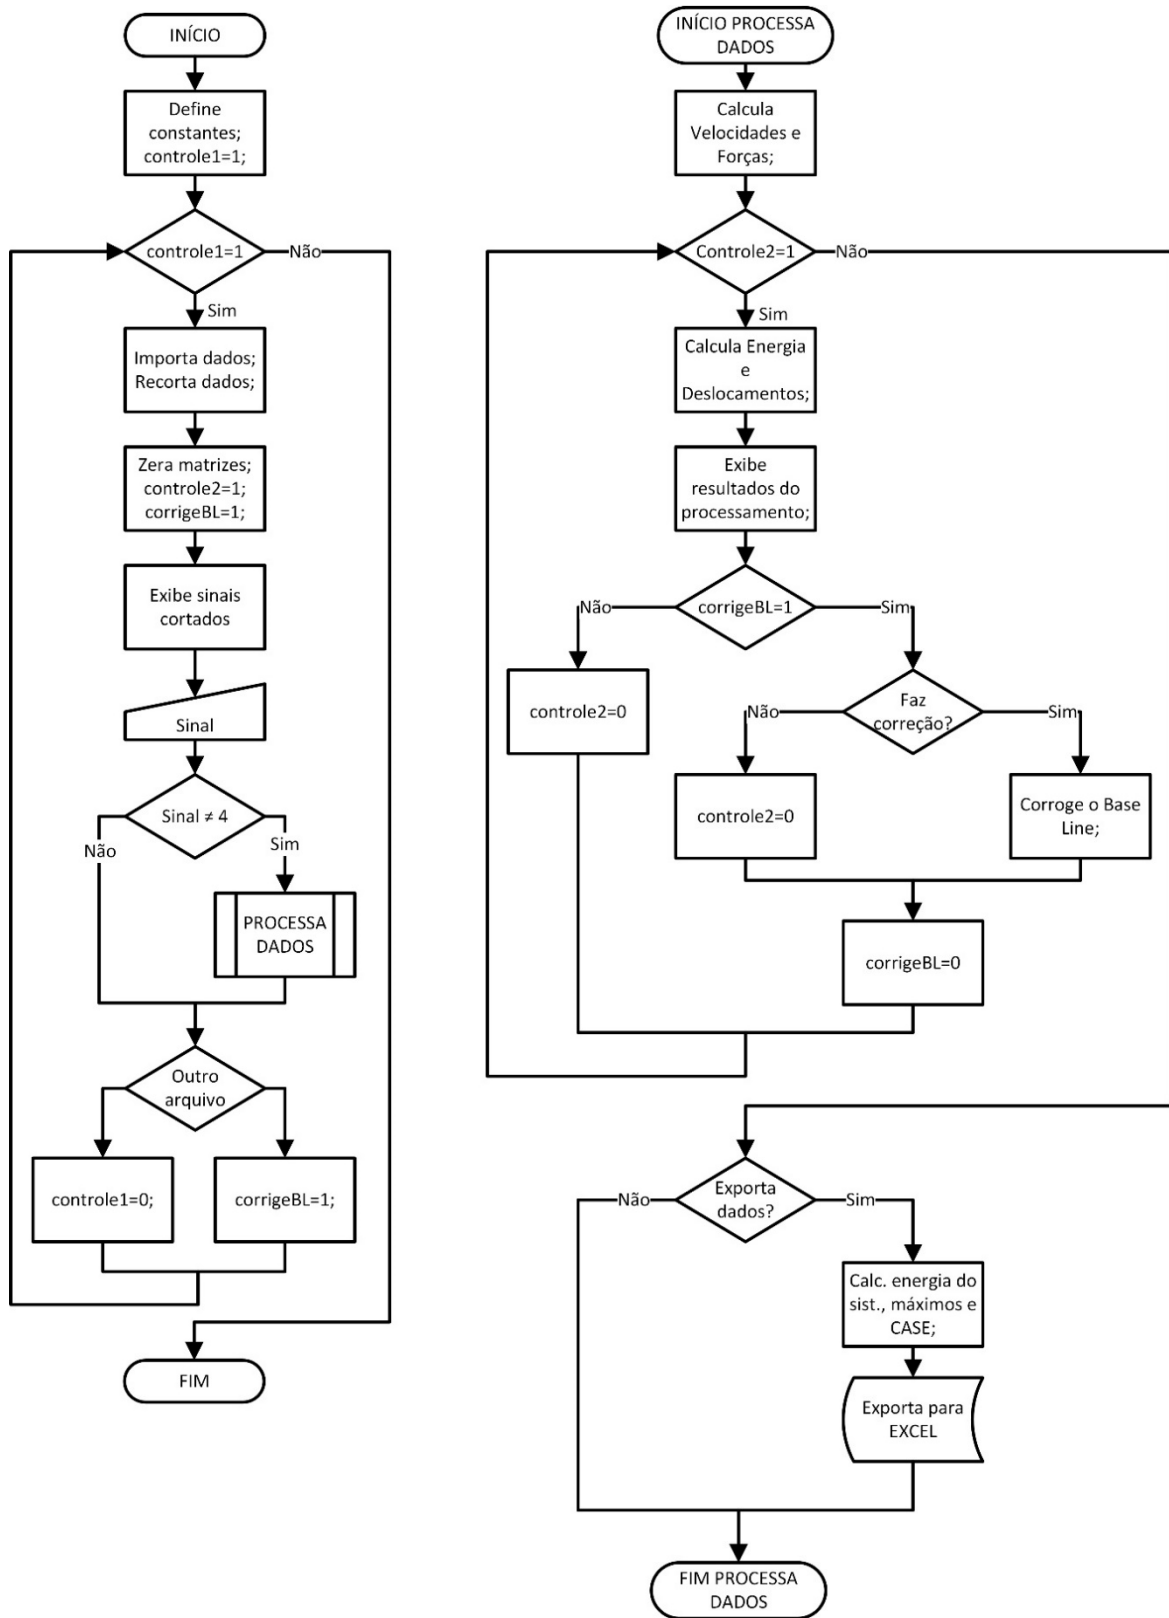 INÍCIO
Define
constantes;
controle1=1;
controle1=1
Não
Sim
Importa dados;
Recorta dados;
Zera matrizes;
controle2=1;
corrigeBL=1;
Exibe sinais
cortados
Sinal
Sinal ≠ 4
Não
Sim
PROCESSA
DADOS
Outro
arquivo
controle1=0;
corrigeBL=1;
FIM
INÍCIO PROCESSA
DADOS
Calcula
Velocidades e
Forças;
Controle2=1
Não
Sim
Calcula Energia
e
Deslocamentos;
Exibe
resultados do
processamento;
corrigeBL=1
Não
Sim
controle2=0
Faz
correção?
Não
Sim
controle2=0
Corroge o Base
Line;
corrigeBL=0
Exporta
dados?
Não
Sim
Calc. energia do
sist., máximos e
CASE;
Exporta para
EXCEL
FIM PROCESSA
DADOS